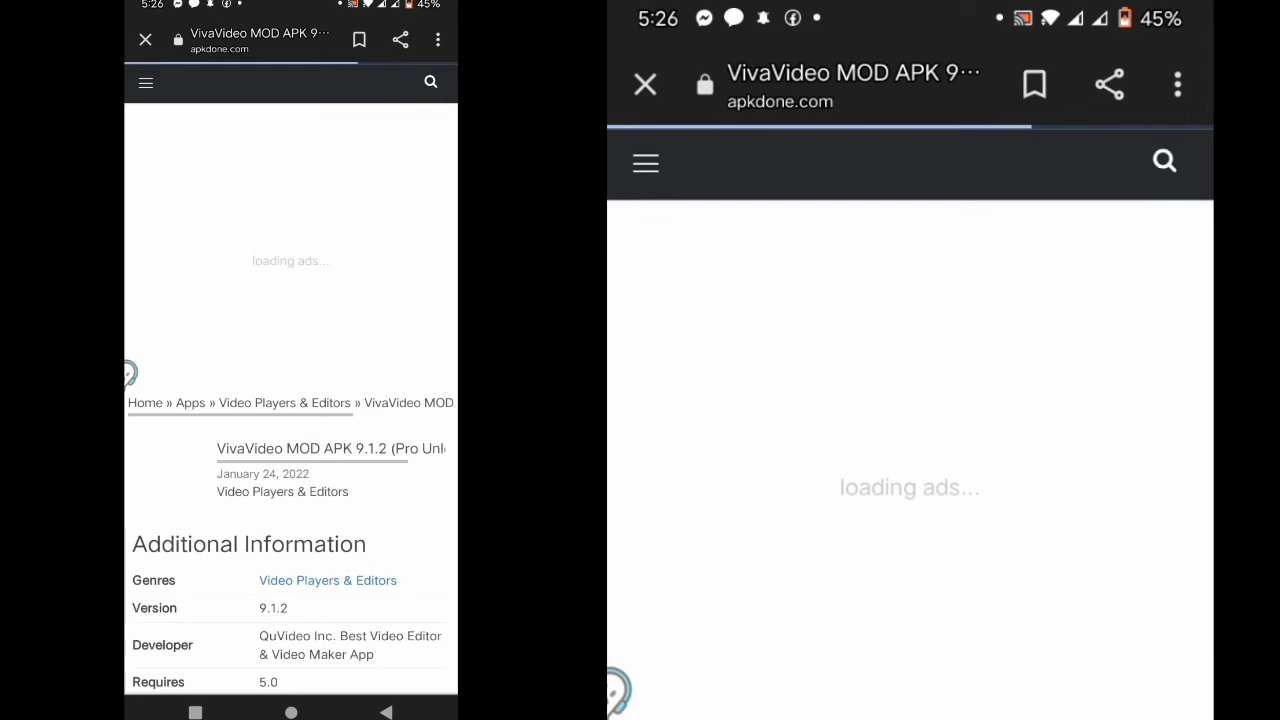 5:26
45%
VivaVideo MOD APK 9...
apkdone.com
loading ads...
Home » Apps » Video Players & Editors » VivaVideo MOD
VivaVideo MOD APK 9.1.2 (Pro Unl
January 24, 2022
Video Players & Editors
Additional Information
Genres Video Players & Editors
Version 9.1.2
Developer QuVideo Inc. Best Video Editor
& Video Maker App
Requires 5.0
5:26 45%
VivaVideo MOD APK 9...
apkdone.com
loading ads...